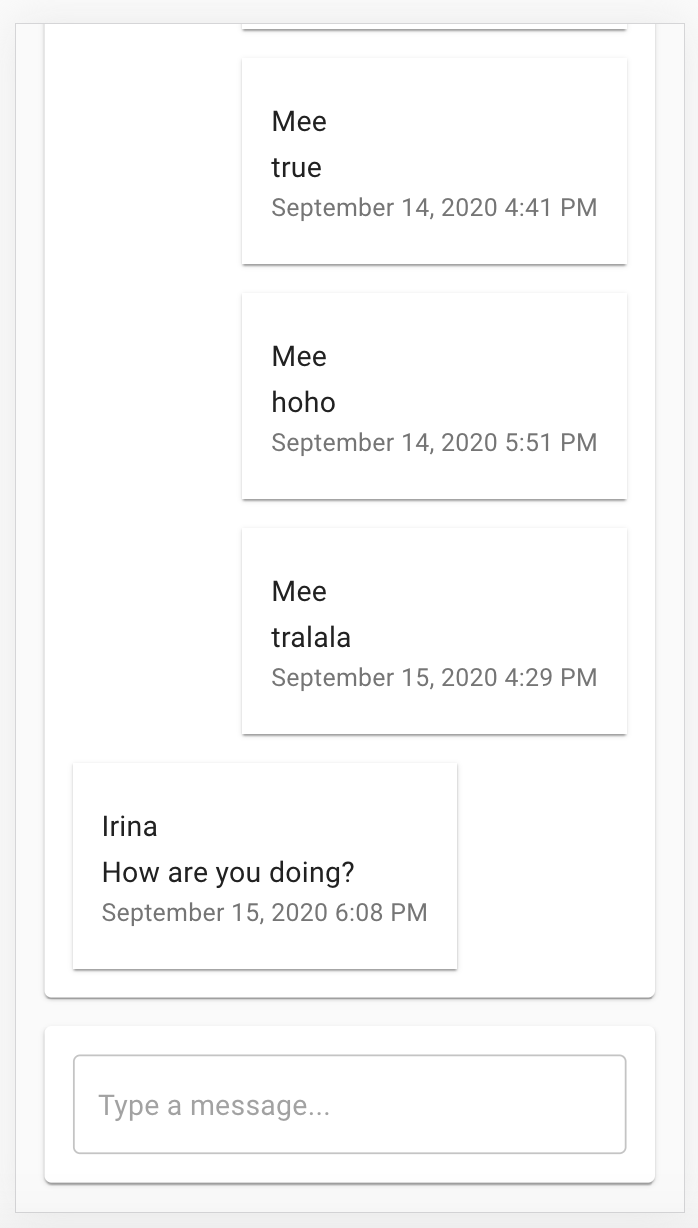 Mee
true
September 14, 2020 4:41 PM
Mee
hoho
September 14, 2020 5:51 PM
Mee
tralala
September 15, 2020 4:29 PM
Irina
How are you doing?
September 15, 2020 6:08 PM
Type a message...